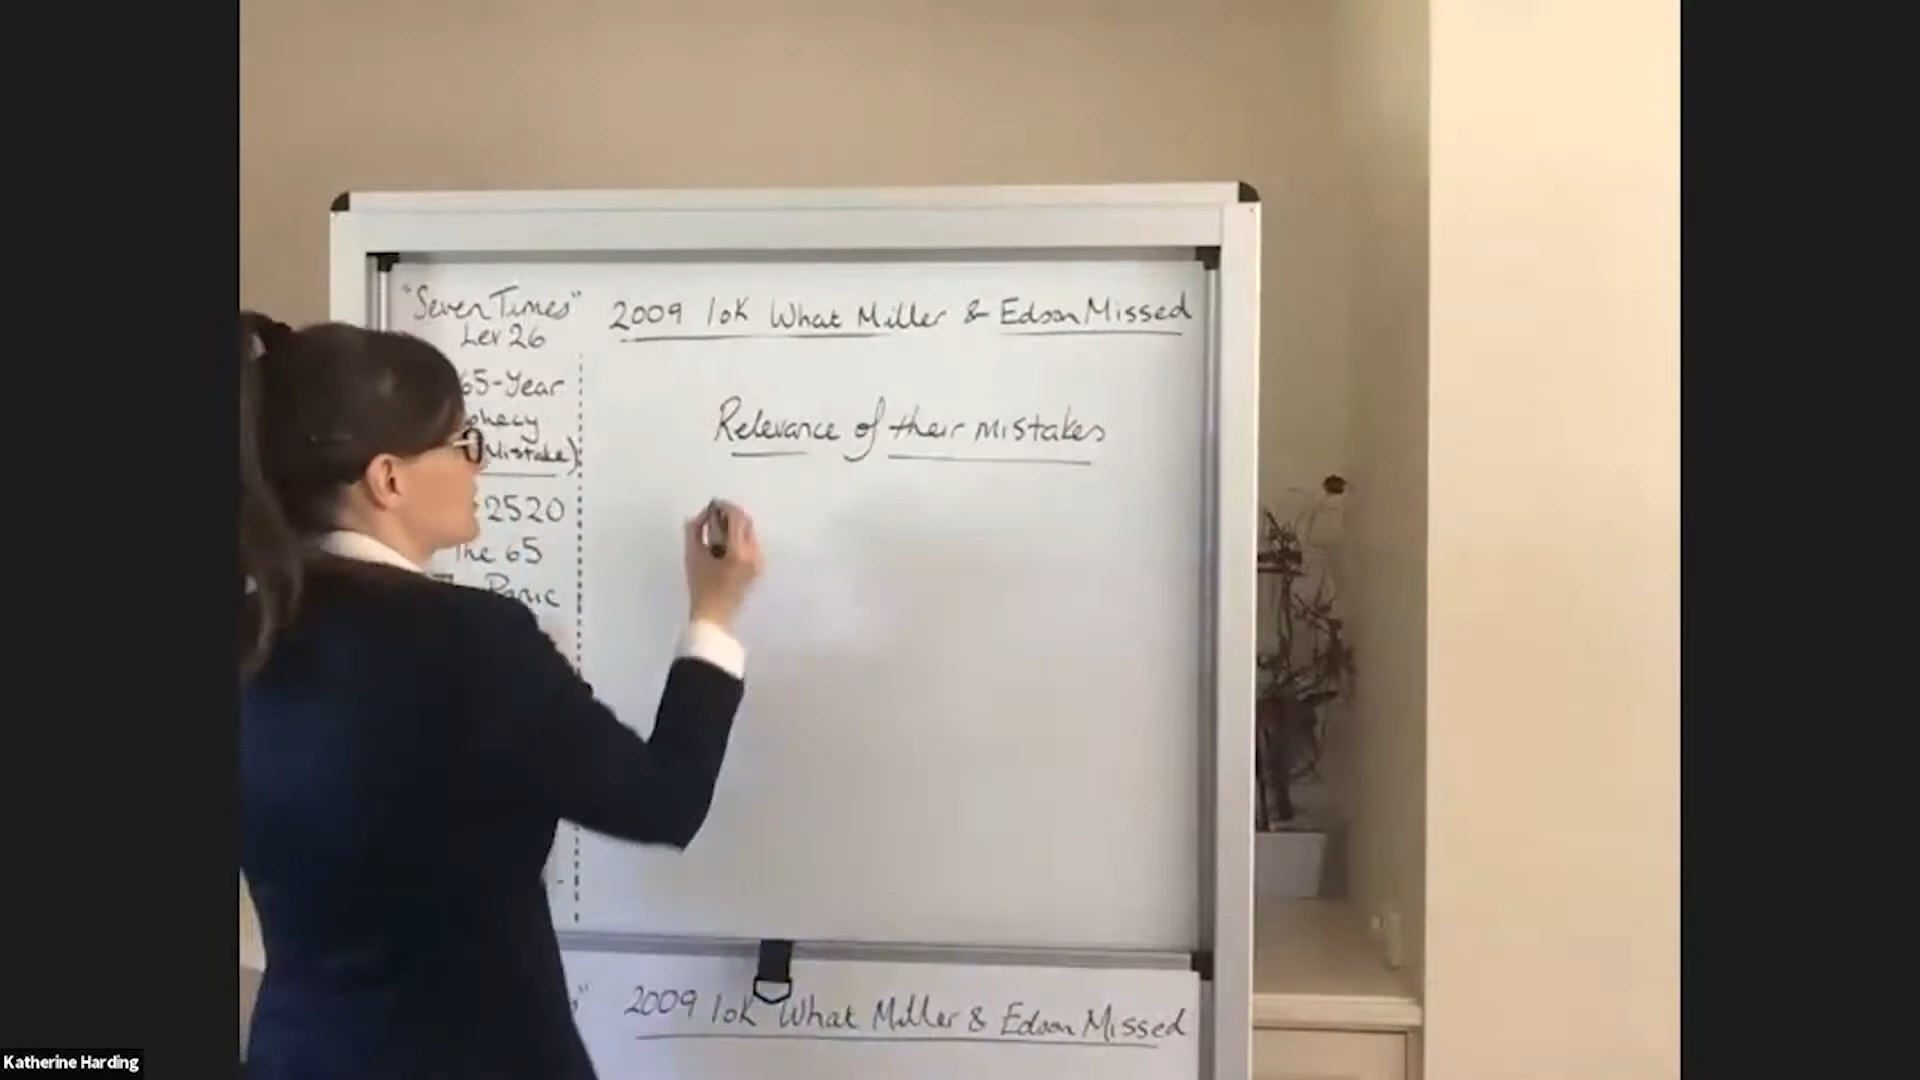 "Seven Times"
Lev 26
65-Year
Mistake)
2520
The 65
Panic
2009 10K What Miller & Edson Missed
Relevance of their mistakes
2009 10K What Miller & Edson Missed
Katherine Harding